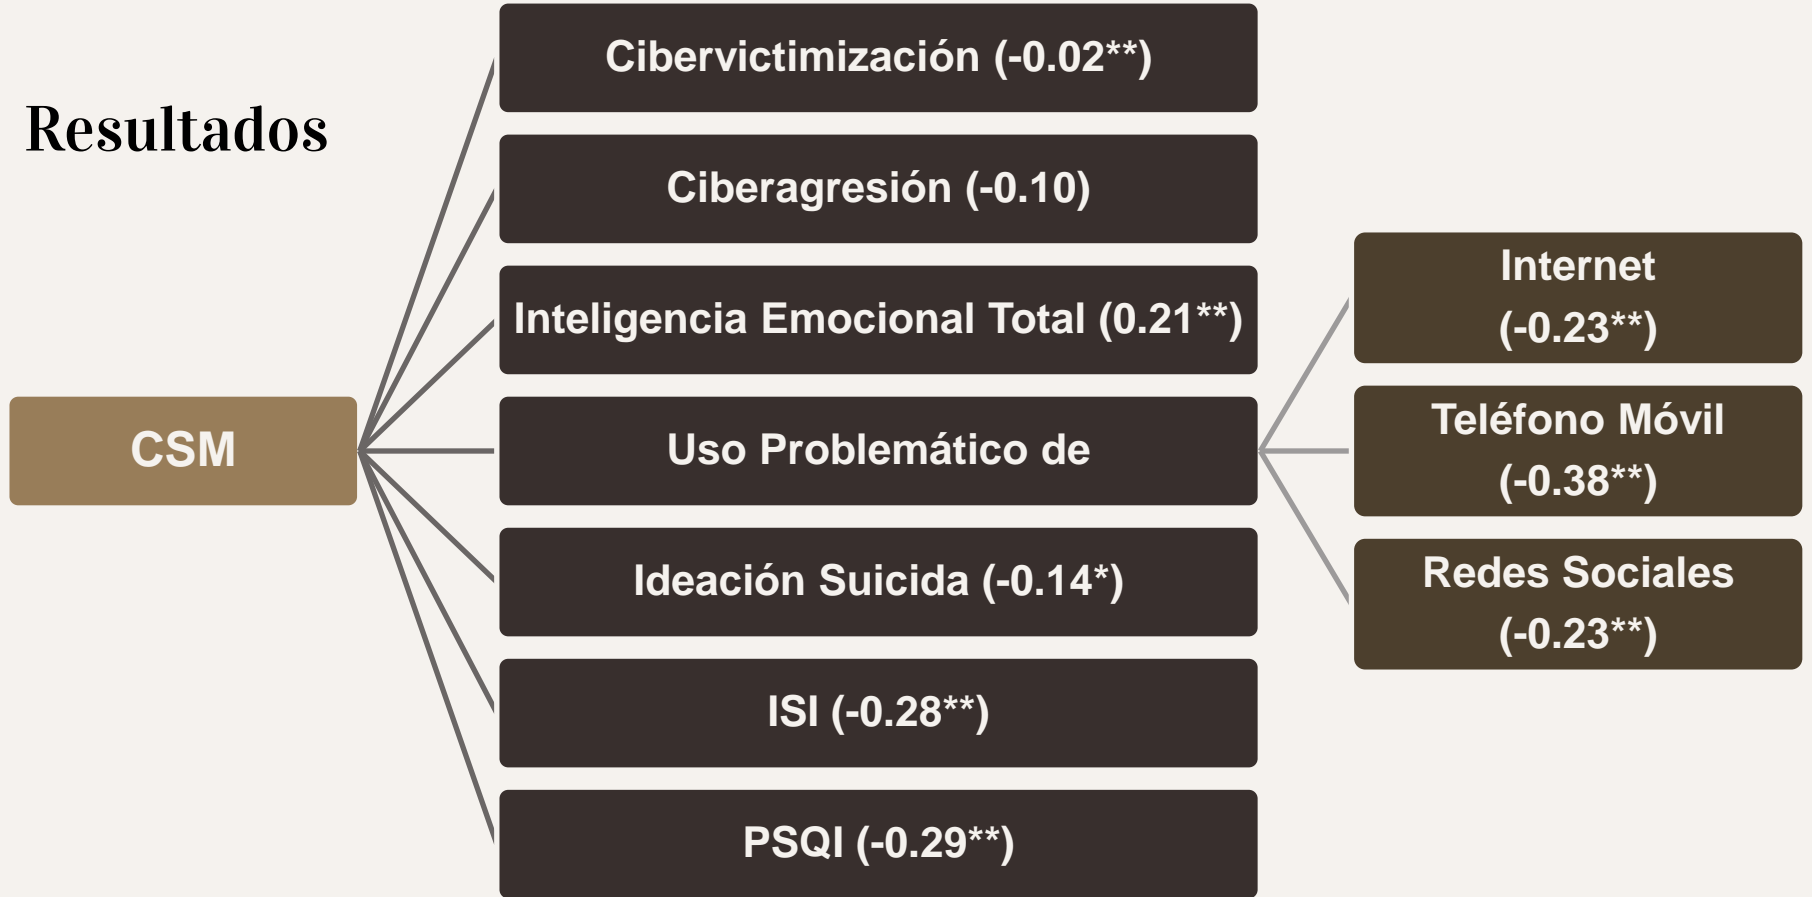 Resultados
CSM
Cibervictimización (-0.02**)
Ciberagresión (-0.10)
Inteligencia Emocional Total (0.21**)
Uso Problemático de
Internet
(-0.23**)
Teléfono Móvil
(-0.38**)
Redes Sociales
(-0.23**)
Ideación Suicida (-0.14*)
ISI (-0.28**)
PSQI (-0.29**)